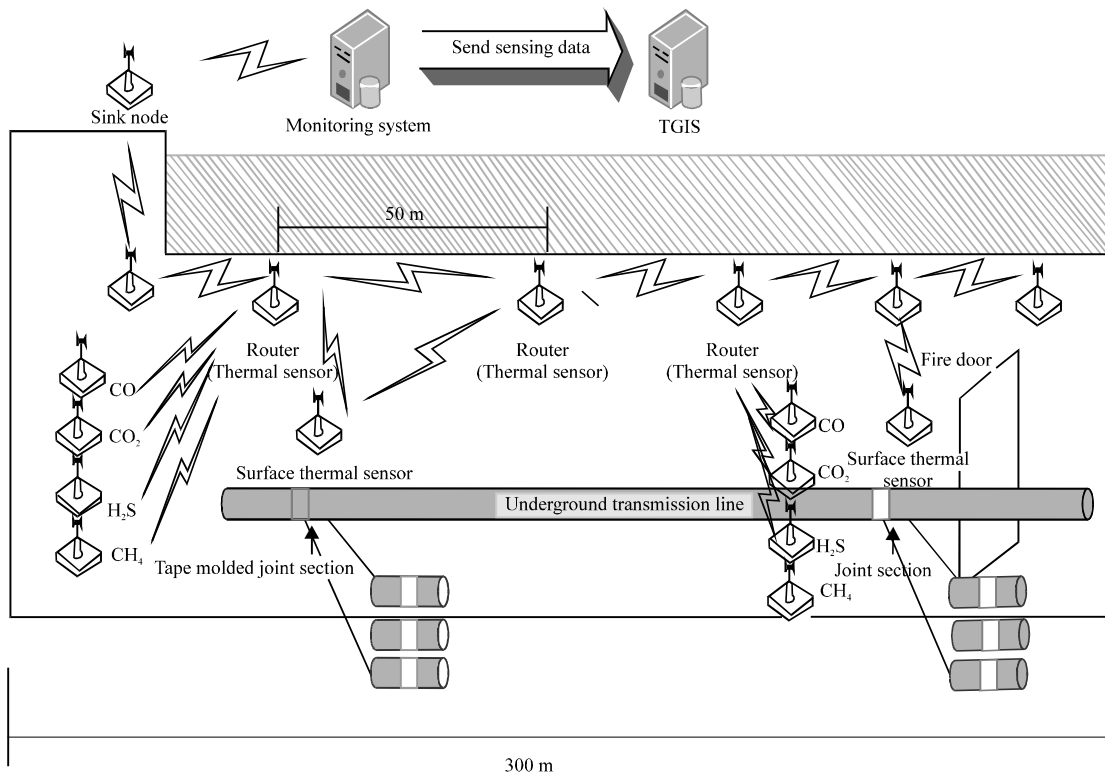 Send sensing data
Sink node
Monitoring system
TGIS
50 m
Router
(Thermal sensor)
Router
(Thermal sensor)
Router
(Thermal sensor)
Fire door
CO
CO₂
H₂S
CH₄
CO
CO₂
H₂S
CH₄
Surface thermal sensor
Surface thermal
sensor
Underground transmission line
Tape molded joint section
Joint section
300 m